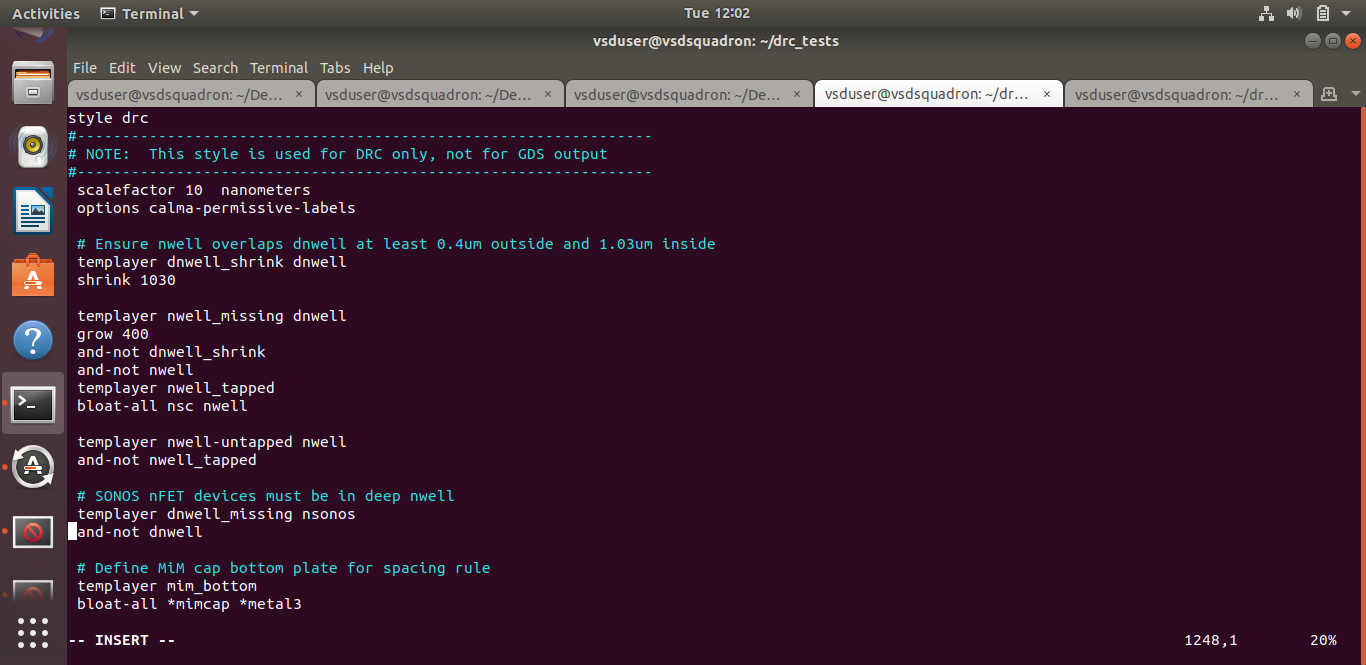 Activities Terminal Tue 12:02
vsduser@vsdsquadron: ~/drc_tests
File Edit View Search Terminal Tabs Help
vsduser@vsdsquadron: ~/De... × vsduser@vsdsquadron: ~/De... × vsduser@vsdsquadron: ~/De... × vsduser@vsdsquadron: ~/dr... × vsduser@vsdsquadron: ~/dr... ×
style drc
#----------------------------------------------------------------
# NOTE:  This style is used for DRC only, not for GDS output
#----------------------------------------------------------------
 scalefactor 10  nanometers
 options calma-permissive-labels
 # Ensure nwell overlaps dnwell at least 0.4um outside and 1.03um inside
 templayer dnwell_shrink dnwell
 shrink 1030
 templayer nwell_missing dnwell
 grow 400
 and-not dnwell_shrink
 and-not nwell
 templayer nwell_tapped
 bloat-all nsc nwell
 templayer nwell-untapped nwell
 and-not nwell_tapped
 # SONOS nFET devices must be in deep nwell
 templayer dnwell_missing nsonos
 and-not dnwell
 # Define MiM cap bottom plate for spacing rule
 templayer mim_bottom
 bloat-all *mimcap *metal3
-- INSERT -- 1248,1 20%